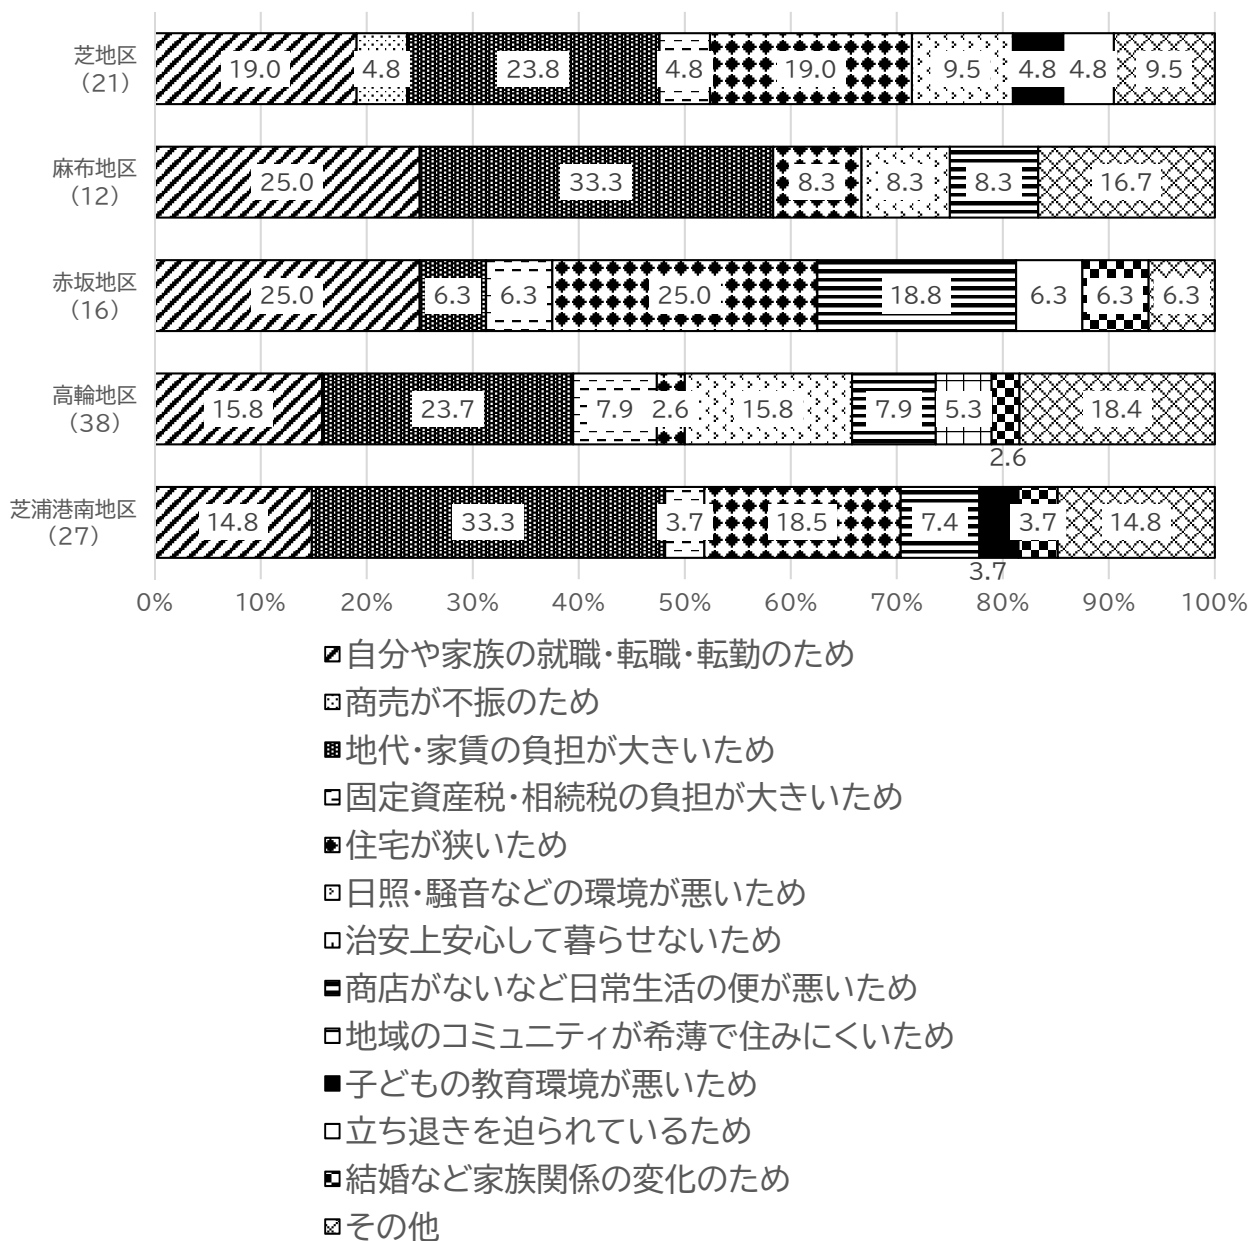 芝地区
（21）
19.0 4.8 23.8 4.8 19.0 9.5 4.8 4.8 9.5
麻布地区
（12）
25.0 33.3 8.3 8.3 8.3 16.7
赤坂地区
（16）
25.0 6.3 6.3 25.0 18.8 6.3 6.3 6.3
高輪地区
（38）
15.8 23.7 7.9 2.6 15.8 7.9 5.3 18.4
2.6
芝浦港南地区
（27）
14.8 33.3 3.7 18.5 7.4 3.7 14.8
3.7
0% 10% 20% 30% 40% 50% 60% 70% 80% 90% 100%
自分や家族の就職・転職・転勤のため
商売が不振のため
地代・家賃の負担が大きいため
固定資産税・相続税の負担が大きいため
住宅が狭いため
日照・騒音などの環境が悪いため
治安上安心して暮らせないため
商店がないなど日常生活の便が悪いため
地域のコミュニティが希薄で住みにくいため
子どもの教育環境が悪いため
立ち退きを迫られているため
結婚など家族関係の変化のため
その他